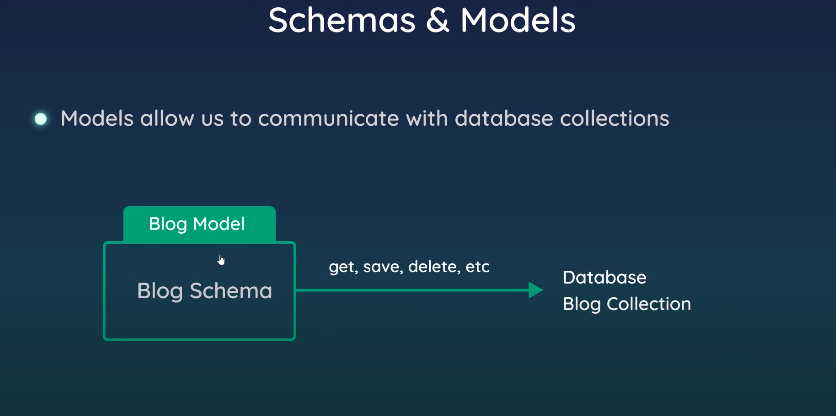 Schemas & Models
Models allow us to communicate with database collections
Blog Model
Blog Schema
get, save, delete, etc
Database
Blog Collection